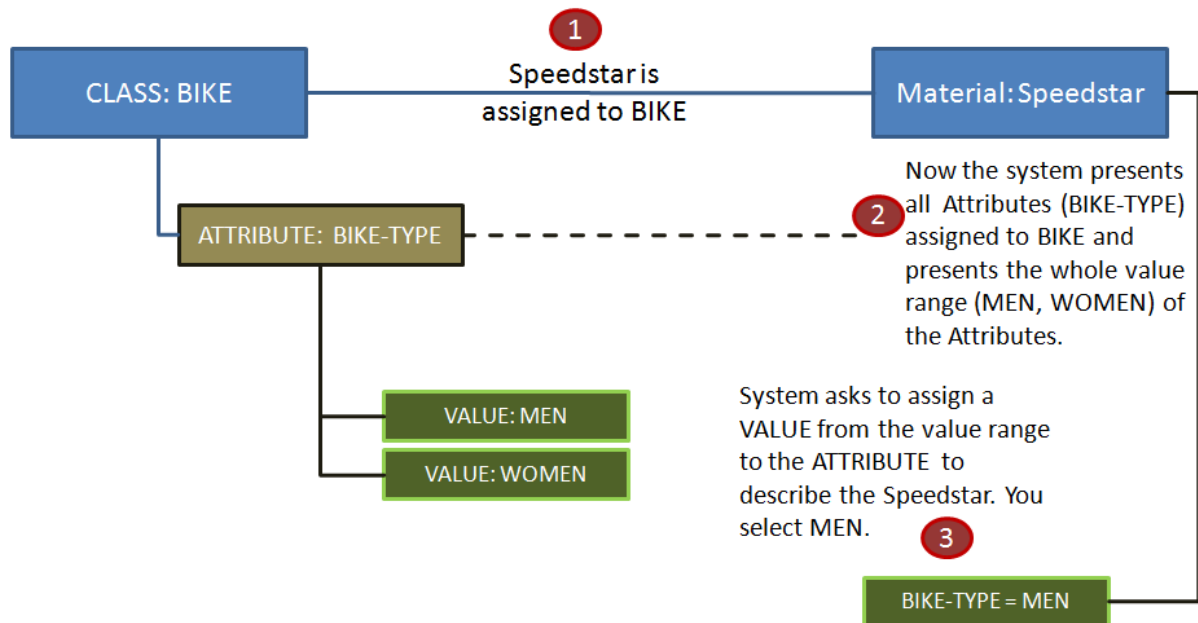 1
Speedstar is
assigned to BIKE
CLASS: BIKE
Material: Speedstar
ATTRIBUTE: BIKE-TYPE
2
Now the system presents
all Attributes (BIKE-TYPE)
assigned to BIKE and
presents the whole value
range (MEN, WOMEN) of
the Attributes.
VALUE: MEN
VALUE: WOMEN
System asks to assign a
VALUE from the value range
to the ATTRIBUTE to
describe the Speedstar. You
select MEN.
3
BIKE-TYPE = MEN